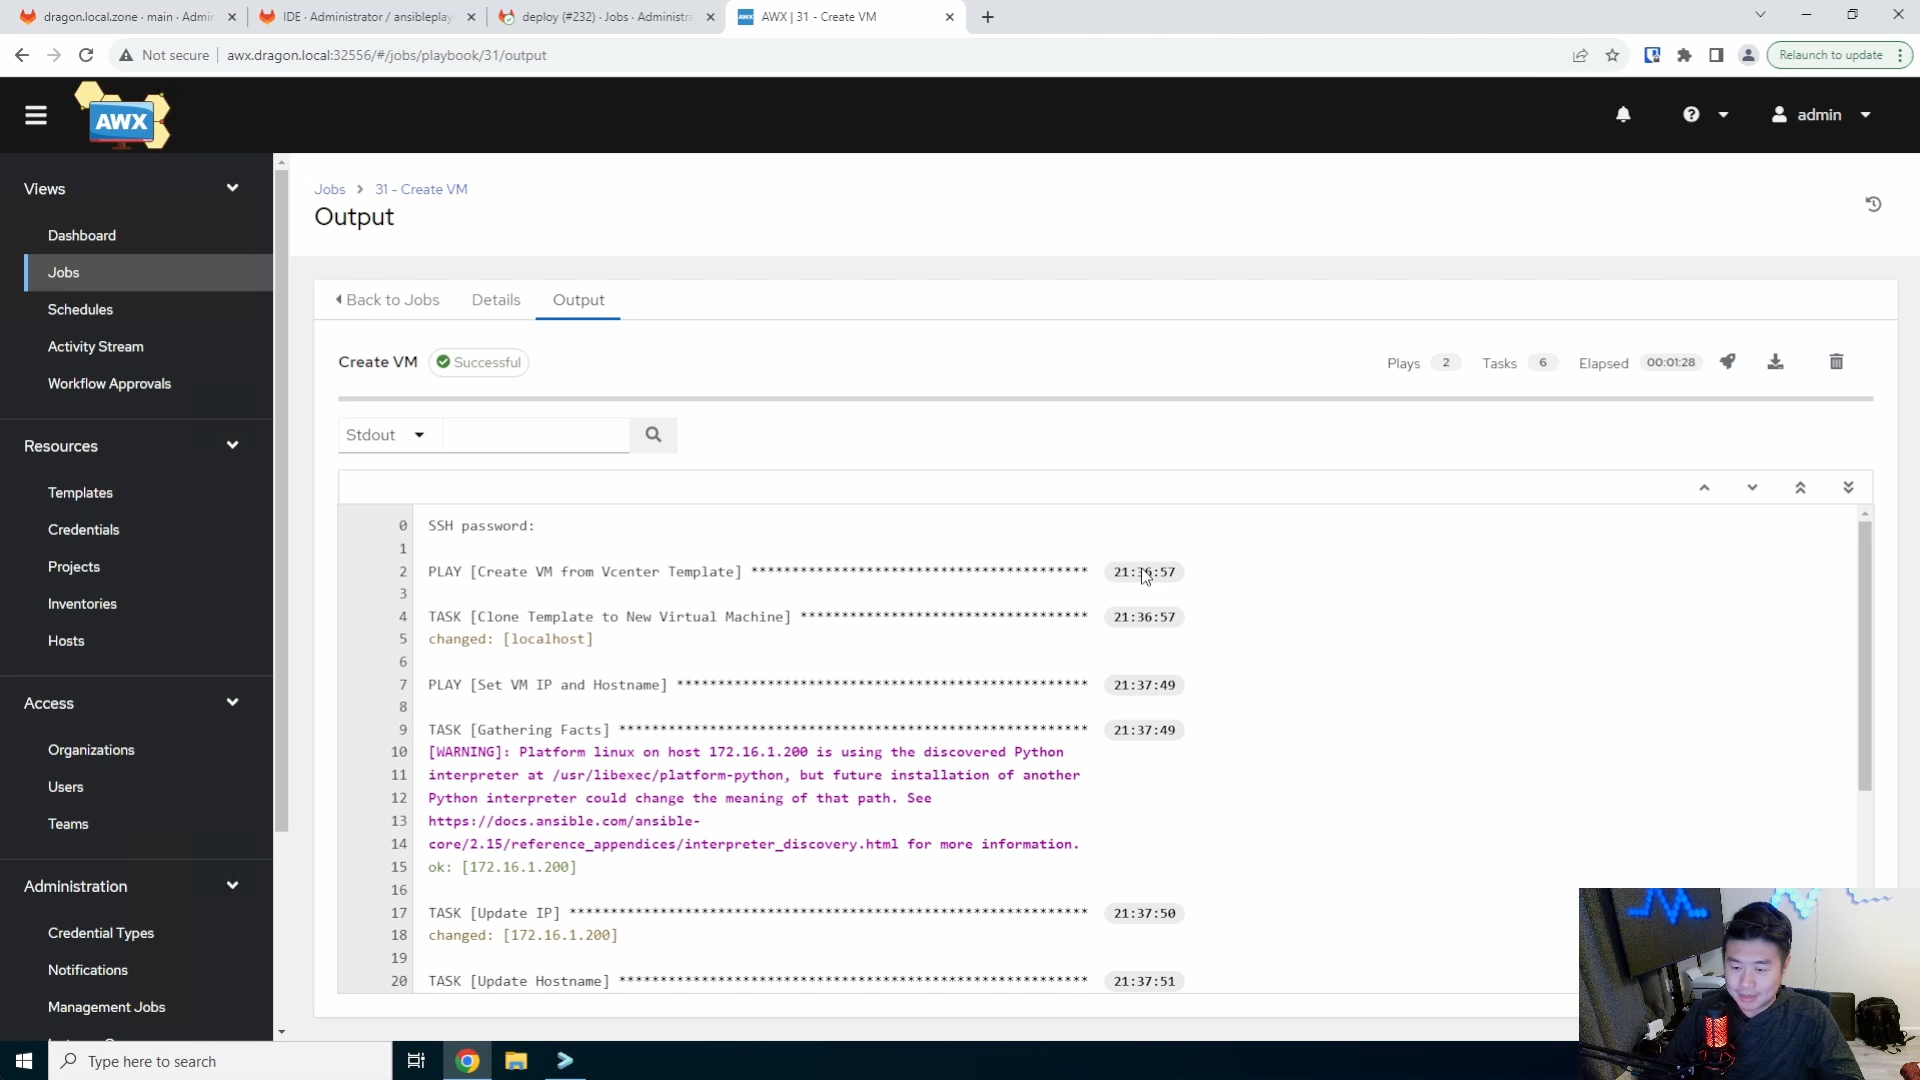 dragon.local.zone · main · Admin
IDE · Administrator / ansibleplay
deploy (#232) · Jobs · Administra
AWX | 31 - Create VM
Not secure
awx.dragon.local:32556/#/jobs/playbook/31/output
Relaunch to update
AWX
admin
Views
Dashboard
Jobs
Schedules
Activity Stream
Workflow Approvals
Resources
Templates
Credentials
Projects
Inventories
Hosts
Access
Organizations
Users
Teams
Administration
Credential Types
Notifications
Management Jobs
Jobs > 31 - Create VM
Output
Back to Jobs
Details
Output
Create VM
Successful
Plays 2
Tasks 6
Elapsed 00:01:28
Stdout
0 SSH password:
1
2 PLAY [Create VM from Vcenter Template] ***************************************** 21:36:57
3
4 TASK [Clone Template to New Virtual Machine] *********************************** 21:36:57
5 changed: [localhost]
6
7 PLAY [Set VM IP and Hostname] ************************************************** 21:37:49
8
9 TASK [Gathering Facts] ********************************************************* 21:37:49
10 [WARNING]: Platform linux on host 172.16.1.200 is using the discovered Python
11 interpreter at /usr/libexec/platform-python, but future installation of another
12 Python interpreter could change the meaning of that path. See
13 https://docs.ansible.com/ansible-
14 core/2.15/reference_appendices/interpreter_discovery.html for more information.
15 ok: [172.16.1.200]
16
17 TASK [Update IP] *************************************************************** 21:37:50
18 changed: [172.16.1.200]
19
20 TASK [Update Hostname] ********************************************************* 21:37:51
Type here to search